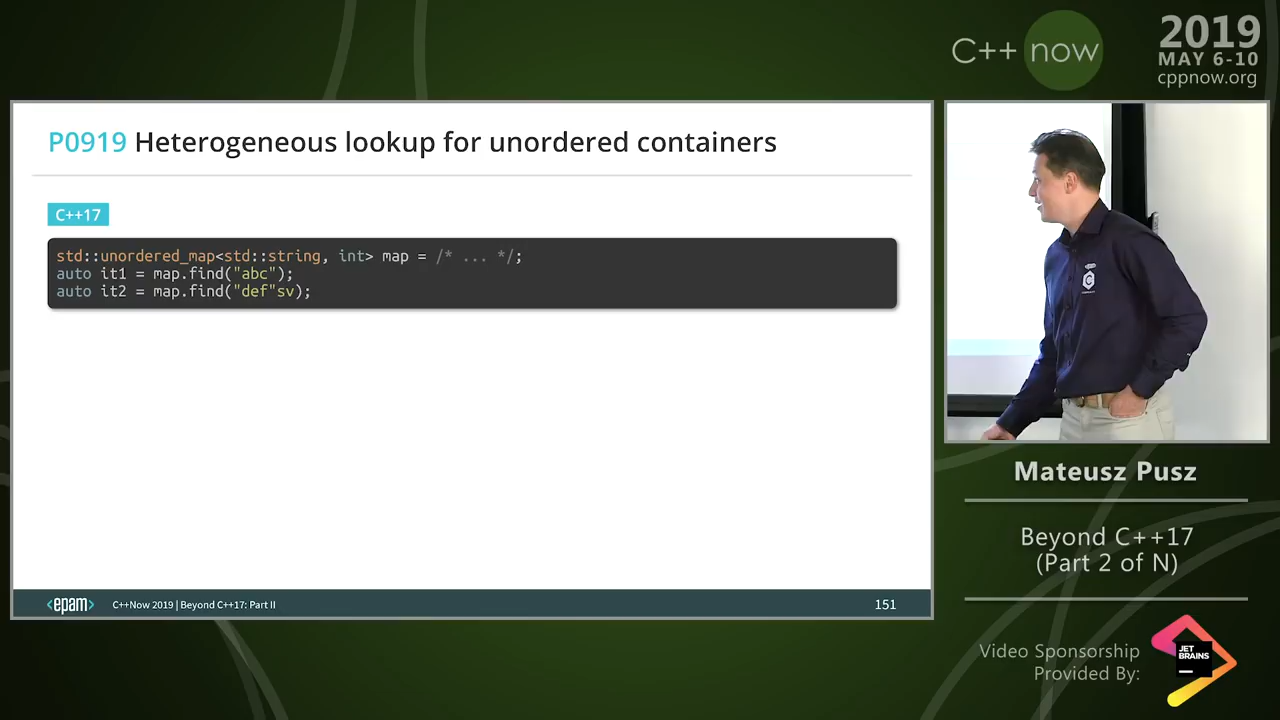 C++ now
2019
MAY 6-10
cppnow.org
P0919 Heterogeneous lookup for unordered containers
C++17
std::unordered_map<std::string, int> map = /* ... */;
auto it1 = map.find("abc");
auto it2 = map.find("def"sv);
<epam>
C++Now 2019 | Beyond C++17: Part II
151
Mateusz Pusz
Beyond C++17
(Part 2 of N)
Video Sponsorship
Provided By:
JET
BRAINS